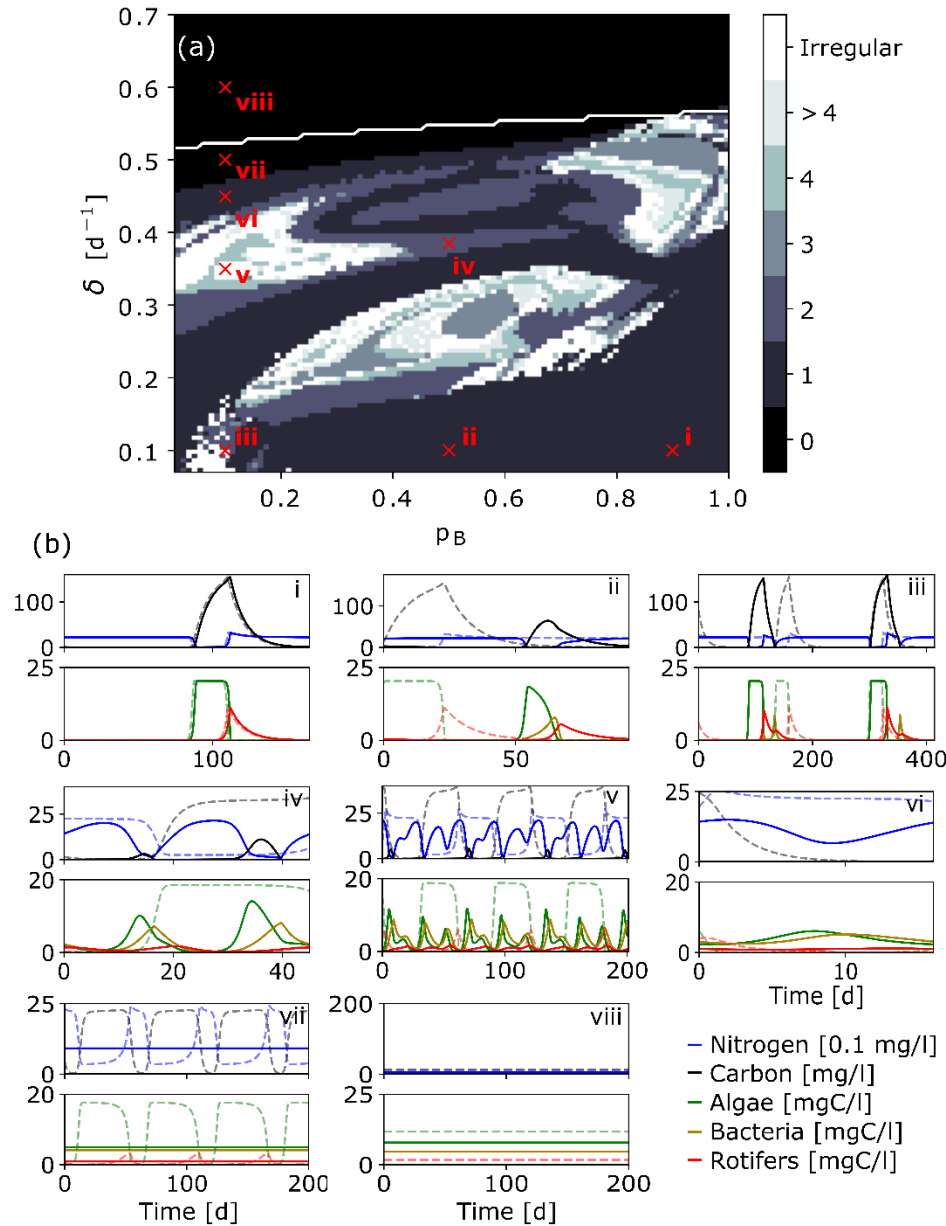 (a)
0.7
0.6
0.5
0.4
0.3
0.2
0.1
δ [d⁻¹]
viii
vii
vi
v
iv
iii
ii
i
0.2 0.4 0.6 0.8 1.0
p_B
Irregular
> 4
4
3
2
1
0
(b)
i
100
0
25
0
100
ii
100
0
25
0
0 50
iii
100
0
25
0
0 200 400
iv
25
0
20
0
0 20 40
v
25
0
20
0
0 100 200
vi
25
0
20
0
0 10
Time [d]
vii
25
0
20
0
0 100 200
Time [d]
viii
200
0
25
0
0 100 200
Time [d]
Nitrogen [0.1 mg/l]
Carbon [mg/l]
Algae [mgC/l]
Bacteria [mgC/l]
Rotifers [mgC/l]